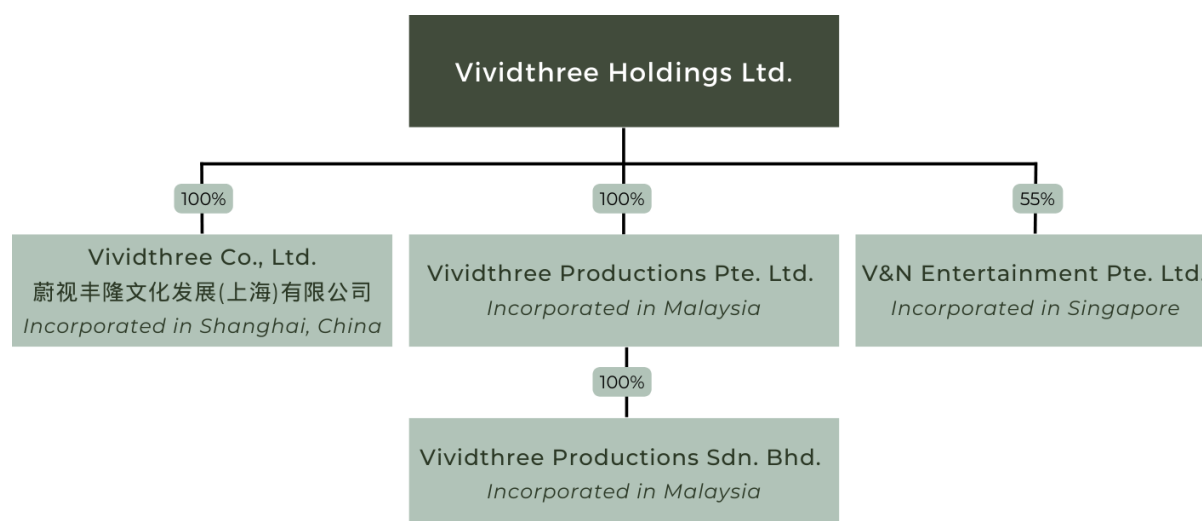 Vividthree Holdings Ltd.
100%
100%
55%
Vividthree Co., Ltd.
蔚视丰隆文化发展(上海)有限公司
Incorporated in Shanghai, China
Vividthree Productions Pte. Ltd.
Incorporated in Malaysia
V&N Entertainment Pte. Ltd.
Incorporated in Singapore
100%
Vividthree Productions Sdn. Bhd.
Incorporated in Malaysia